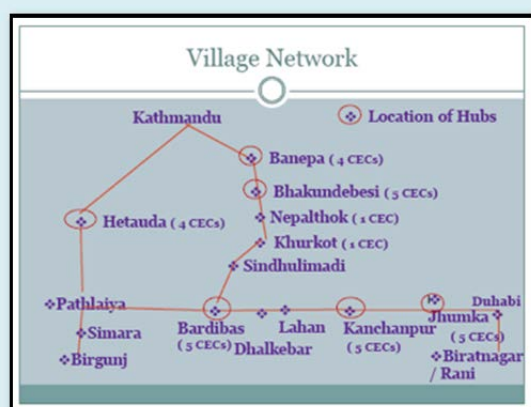 Village Network
Kathmandu
Location of Hubs
Banepa ( 4 CECs)
Bhakundebesi ( 5 CECs)
Hetauda ( 4 CECs)
Nepalthok ( 1 CEC)
Khurkot ( 1 CEC)
Sindhulimadi
Pathlaiya
Duhabi
Simara
Bardibas
Lahan
Kanchanpur
Jhumka
( 5 CECs)
Dhalkebar
( 5 CECs)
( 5 CECs)
Birgunj
Biratnagar
/ Rani